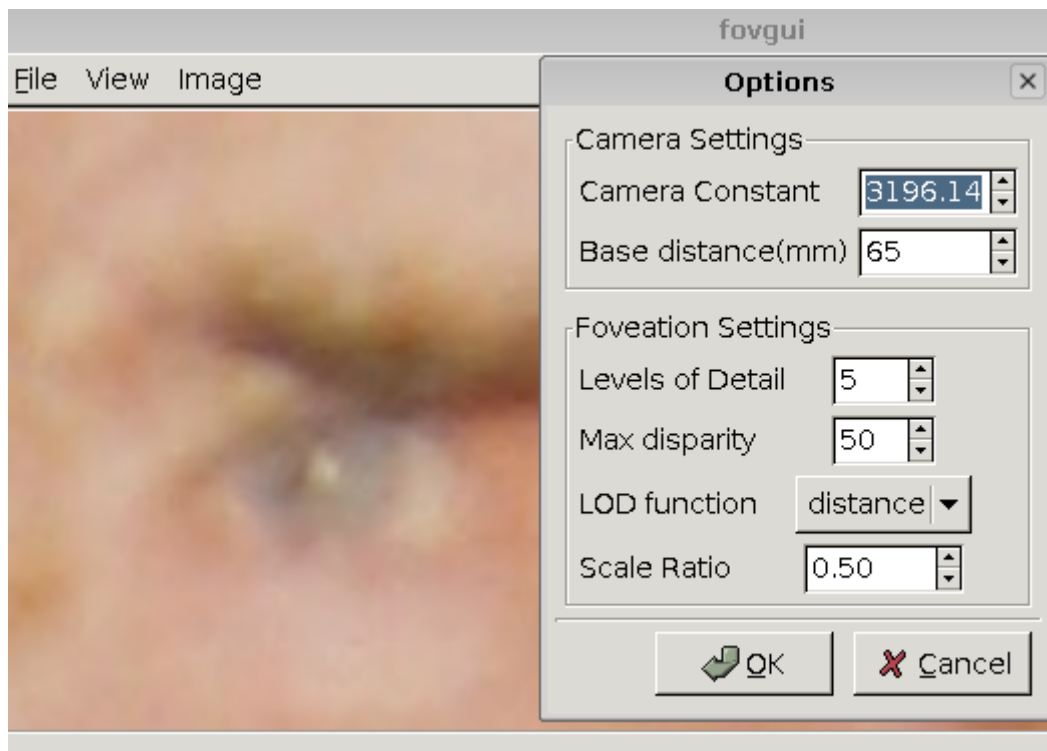 fovgui
File View Image
Options
Camera Settings
Camera Constant 3196.14
Base distance(mm) 65
Foveation Settings
Levels of Detail 5
Max disparity 50
LOD function distance
Scale Ratio 0.50
OK Cancel